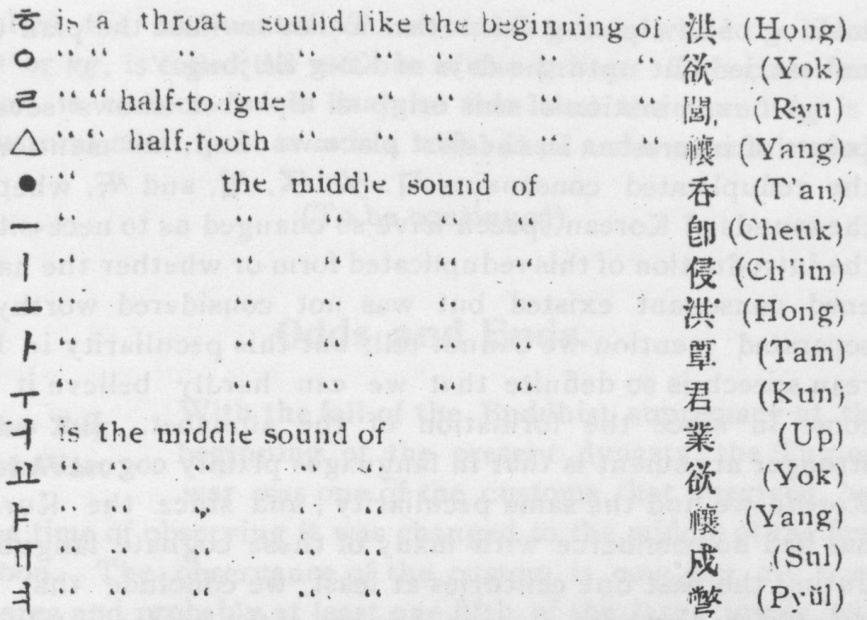 ㅎ is a throat sound like the beginning of 洪 (Hong)
ㅇ “ “ “ “ “ “ “ “ 欲 (Yok)
ㄹ “ “ half-tongue “ “ “ “ “ 閭 (Ryu)
△ “ “ half-tooth “ “ “ “ “ 穰 (Yang)
● “ the middle sound of 呑 (T'an)
ㅡ “ “ “ “ “ 卽 (Cheuk)
ㅣ “ “ “ “ “ 侵 (Ch'im)
ㅗ “ “ “ “ “ 洪 (Hong)
ㅏ “ “ “ “ “ 覃 (Tam)
ㅜ “ “ “ “ “ 君 (Kun)
ㅓ is the middle sound of 業 (Up)
ㅛ “ “ “ “ “ 欲 (Yok)
ㅑ “ “ “ “ “ 穰 (Yang)
ㅠ “ “ “ “ “ 戌 (Sul)
ㅕ “ “ “ “ “ 彆 (Pyŭl)